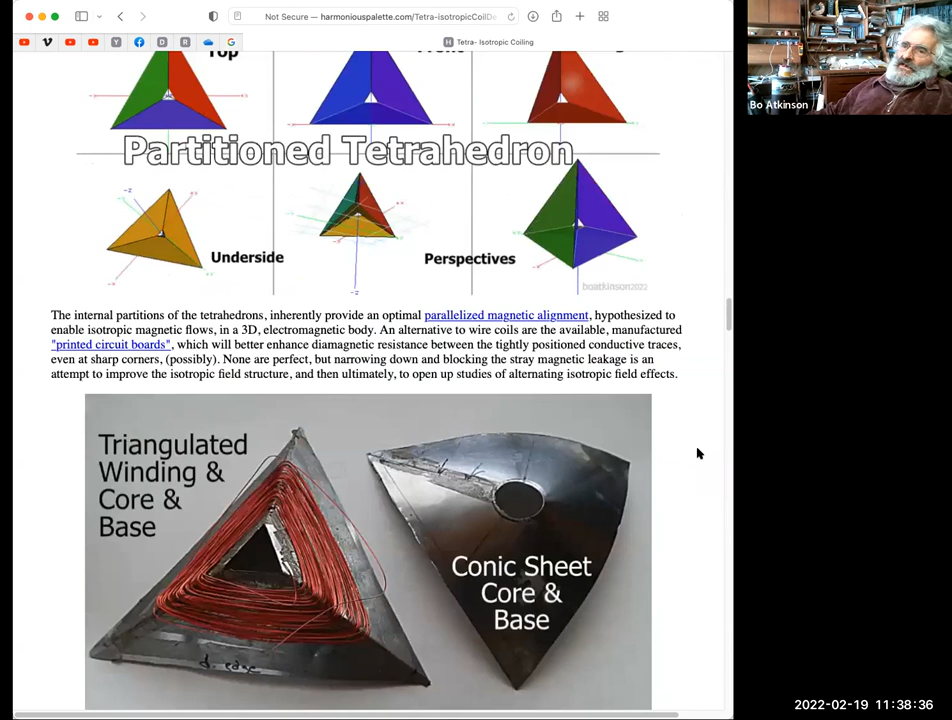 Not Secure — harmoniouspalette.com/Tetra-isotropicCoilDe
Tetra- Isotropic Coiling
Bo Atkinson
Top
Partitioned Tetrahedron
Underside
Perspectives
boatkinson2022
The internal partitions of the tetrahedrons, inherently provide an optimal parallelized magnetic alignment, hypothesized to
enable isotropic magnetic flows, in a 3D, electromagnetic body. An alternative to wire coils are the available, manufactured
"printed circuit boards", which will better enhance diamagnetic resistance between the tightly positioned conductive traces,
even at sharp corners, (possibly). None are perfect, but narrowing down and blocking the stray magnetic leakage is an
attempt to improve the isotropic field structure, and then ultimately, to open up studies of alternating isotropic field effects.
Triangulated
Winding &
Core &
Base
Conic Sheet
Core &
Base
2022-02-19 11:38:36